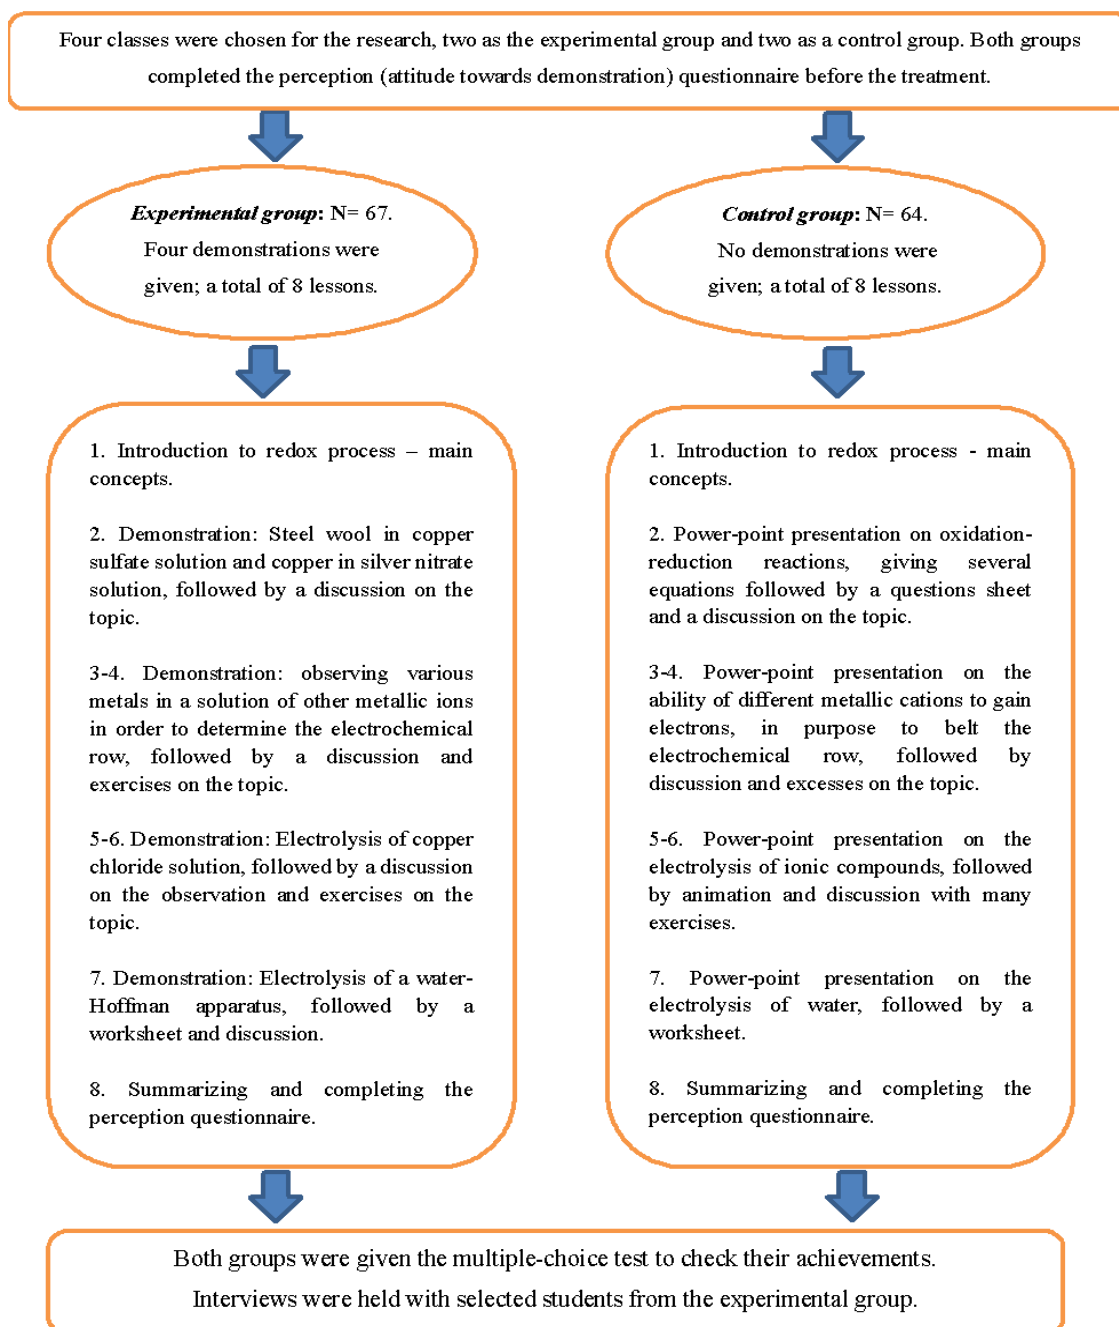 Four classes were chosen for the research, two as the experimental group and two as a control group. Both groups
completed the perception (attitude towards demonstration) questionnaire before the treatment.
Experimental group: N= 67.
Four demonstrations were
given; a total of 8 lessons.
Control group: N= 64.
No demonstrations were
given; a total of 8 lessons.
1. Introduction to redox process – main
concepts.
2. Demonstration: Steel wool in copper
sulfate solution and copper in silver nitrate
solution, followed by a discussion on the
topic.
3-4. Demonstration: observing various
metals in a solution of other metallic ions
in order to determine the electrochemical
row, followed by a discussion and
exercises on the topic.
5-6. Demonstration: Electrolysis of copper
chloride solution, followed by a discussion
on the observation and exercises on the
topic.
7. Demonstration: Electrolysis of a water-
Hoffman apparatus, followed by a
worksheet and discussion.
8. Summarizing and completing the
perception questionnaire.
1. Introduction to redox process - main
concepts.
2. Power-point presentation on oxidation-
reduction reactions, giving several
equations followed by a questions sheet
and a discussion on the topic.
3-4. Power-point presentation on the
ability of different metallic cations to gain
electrons, in purpose to belt the
electrochemical row, followed by
discussion and excesses on the topic.
5-6. Power-point presentation on the
electrolysis of ionic compounds, followed
by animation and discussion with many
exercises.
7. Power-point presentation on the
electrolysis of water, followed by a
worksheet.
8. Summarizing and completing the
perception questionnaire.
Both groups were given the multiple-choice test to check their achievements.
Interviews were held with selected students from the experimental group.